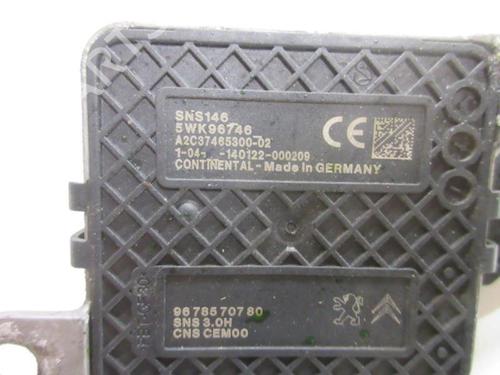 SNS146
5WK96746
A2C37465300-02
1-04- -140122-000209
CONTINENTAL - Made in GERMANY
CE
96 785 707 80
SNS 3.0H
CNS CEM00